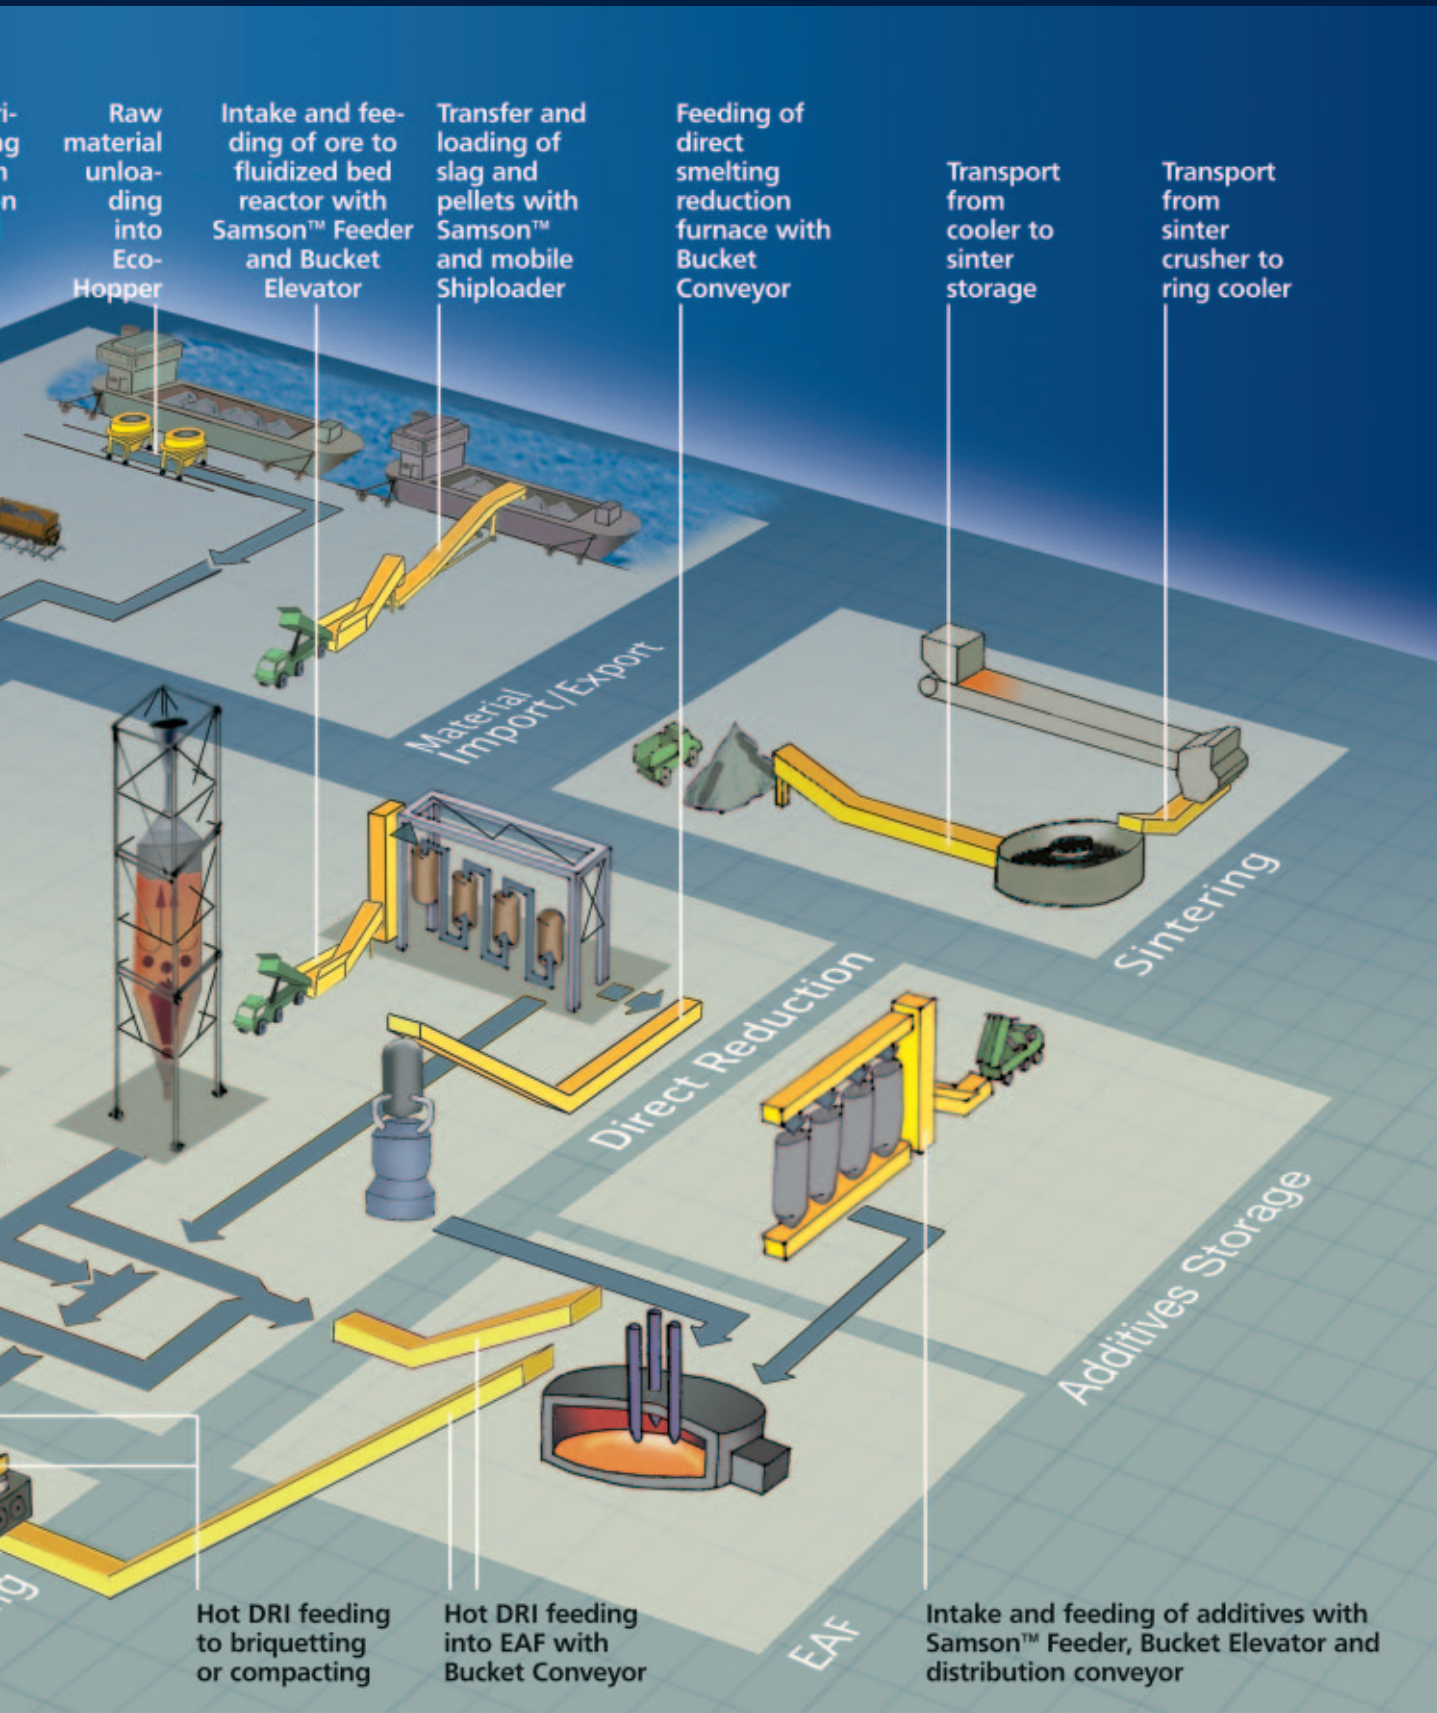 Raw
material
unloa-
ding
into
Eco-
Hopper
Intake and fee-
ding of ore to
fluidized bed
reactor with
Samson™ Feeder
and Bucket
Elevator
Transfer and
loading of
slag and
pellets with
Samson™
and mobile
Shiploader
Feeding of
direct
smelting
reduction
furnace with
Bucket
Conveyor
Transport
from
cooler to
sinter
storage
Transport
from
sinter
crusher to
ring cooler
Material
Import/Export
Sintering
Direct Reduction
Additives Storage
EAF
Hot DRI feeding
to briquetting
or compacting
Hot DRI feeding
into EAF with
Bucket Conveyor
Intake and feeding of additives with
Samson™ Feeder, Bucket Elevator and
distribution conveyor